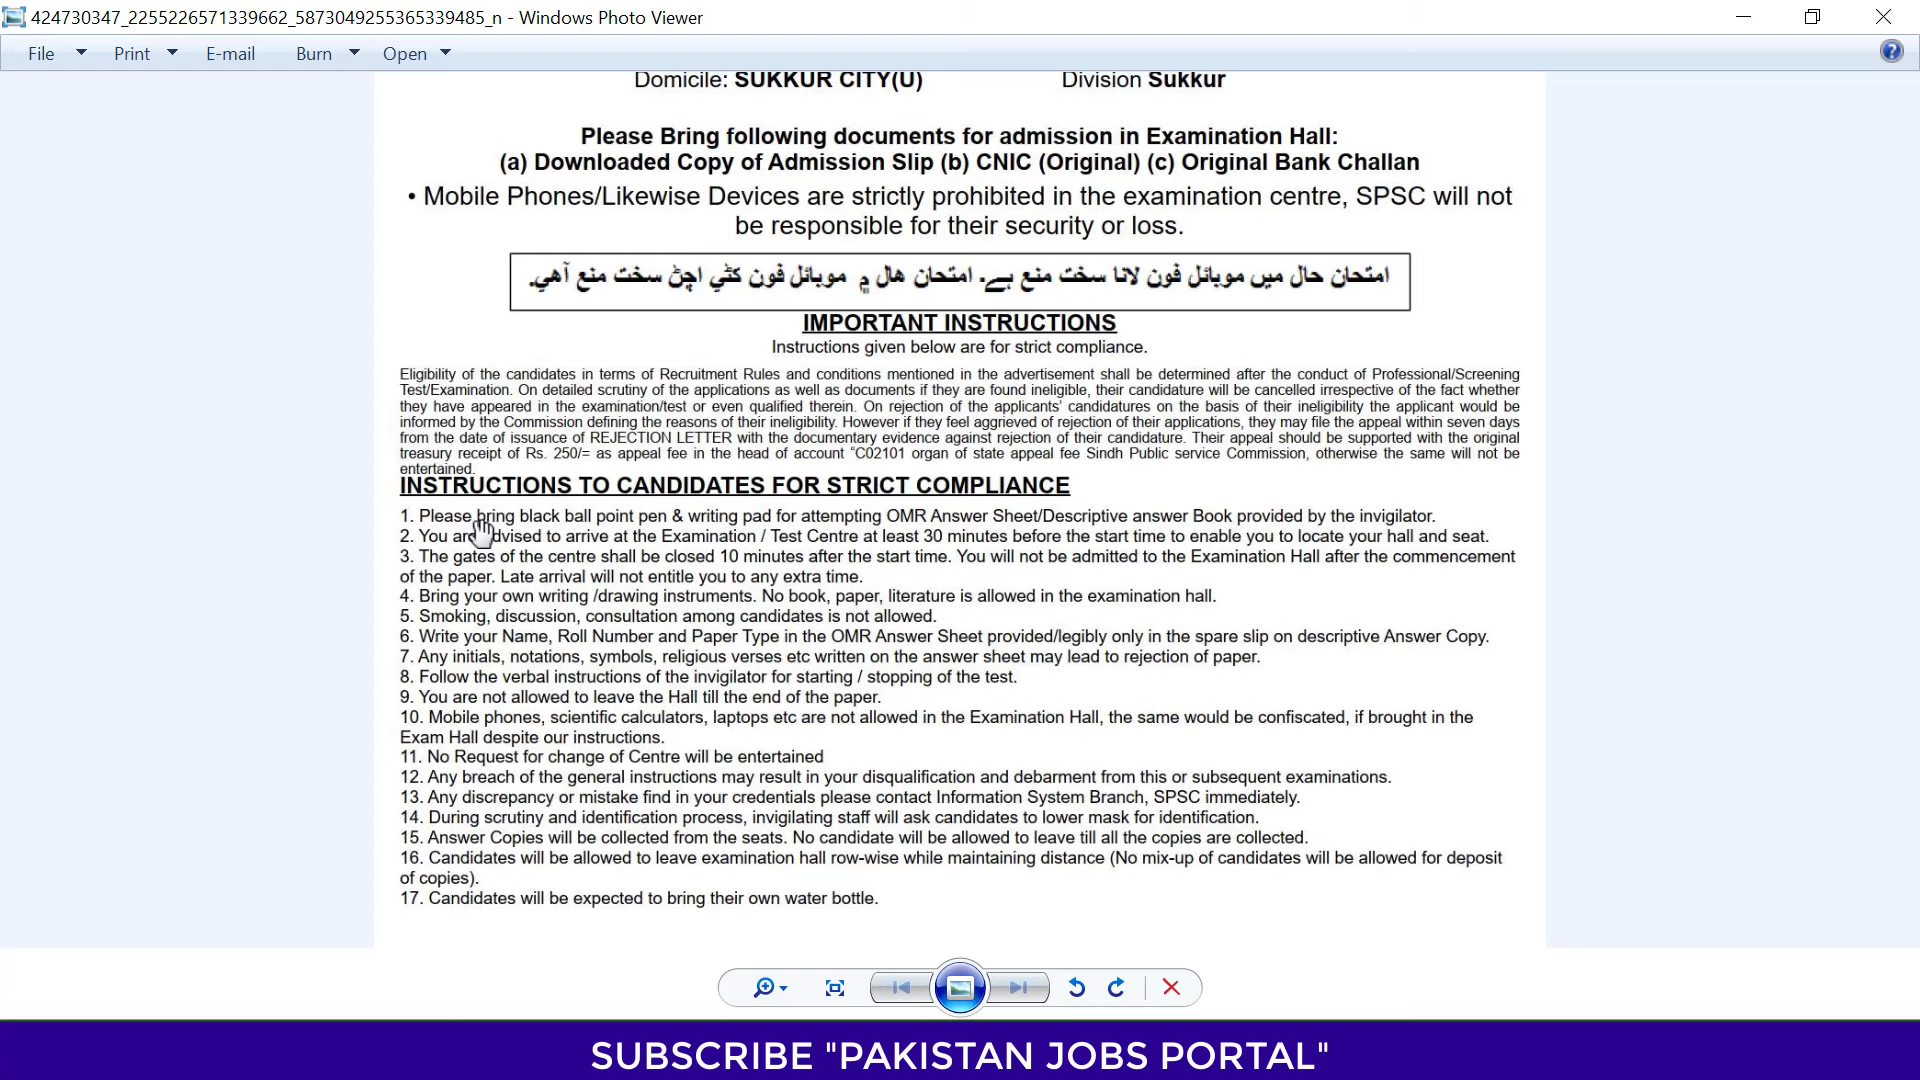 424730347_2255226571339662_5873049255365339485_n - Windows Photo Viewer
File Print E-mail Burn Open
Domicile: SUKKUR CITY(U) Division Sukkur
Please Bring following documents for admission in Examination Hall:
(a) Downloaded Copy of Admission Slip (b) CNIC (Original) (c) Original Bank Challan
• Mobile Phones/Likewise Devices are strictly prohibited in the examination centre, SPSC will not
be responsible for their security or loss.
امتحان حال میں موبائل فون لانا سخت منع ہے۔ امتحان هال ۾ موبائل فون کڻي اچڻ سخت منع آهي.
IMPORTANT INSTRUCTIONS
Instructions given below are for strict compliance.
Eligibility of the candidates in terms of Recruitment Rules and conditions mentioned in the advertisement shall be determined after the conduct of Professional/Screening
Test/Examination. On detailed scrutiny of the applications as well as documents if they are found ineligible, their candidature will be cancelled irrespective of the fact whether
they have appeared in the examination/test or even qualified therein. On rejection of the applicants' candidatures on the basis of their ineligibility the applicant would be
informed by the Commission defining the reasons of their ineligibility. However if they feel aggrieved of rejection of their applications, they may file the appeal within seven days
from the date of issuance of REJECTION LETTER with the documentary evidence against rejection of their candidature. Their appeal should be supported with the original
treasury receipt of Rs. 250/= as appeal fee in the head of account “C02101 organ of state appeal fee Sindh Public service Commission, otherwise the same will not be
entertained.
INSTRUCTIONS TO CANDIDATES FOR STRICT COMPLIANCE
1. Please bring black ball point pen & writing pad for attempting OMR Answer Sheet/Descriptive answer Book provided by the invigilator.
2. You are advised to arrive at the Examination / Test Centre at least 30 minutes before the start time to enable you to locate your hall and seat.
3. The gates of the centre shall be closed 10 minutes after the start time. You will not be admitted to the Examination Hall after the commencement
of the paper. Late arrival will not entitle you to any extra time.
4. Bring your own writing /drawing instruments. No book, paper, literature is allowed in the examination hall.
5. Smoking, discussion, consultation among candidates is not allowed.
6. Write your Name, Roll Number and Paper Type in the OMR Answer Sheet provided/legibly only in the spare slip on descriptive Answer Copy.
7. Any initials, notations, symbols, religious verses etc written on the answer sheet may lead to rejection of paper.
8. Follow the verbal instructions of the invigilator for starting / stopping of the test.
9. You are not allowed to leave the Hall till the end of the paper.
10. Mobile phones, scientific calculators, laptops etc are not allowed in the Examination Hall, the same would be confiscated, if brought in the
Exam Hall despite our instructions.
11. No Request for change of Centre will be entertained
12. Any breach of the general instructions may result in your disqualification and debarment from this or subsequent examinations.
13. Any discrepancy or mistake find in your credentials please contact Information System Branch, SPSC immediately.
14. During scrutiny and identification process, invigilating staff will ask candidates to lower mask for identification.
15. Answer Copies will be collected from the seats. No candidate will be allowed to leave till all the copies are collected.
16. Candidates will be allowed to leave examination hall row-wise while maintaining distance (No mix-up of candidates will be allowed for deposit
of copies).
17. Candidates will be expected to bring their own water bottle.
SUBSCRIBE "PAKISTAN JOBS PORTAL"